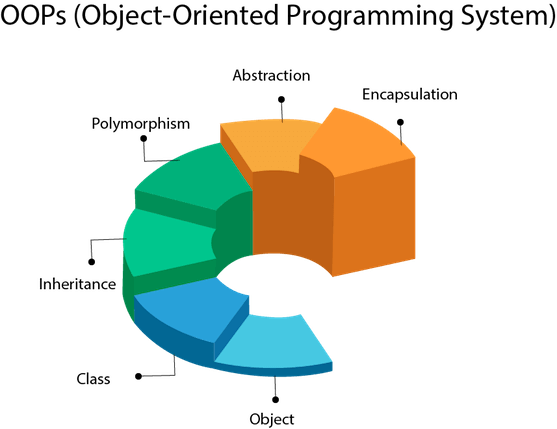 OOPs (Object-Oriented Programming System)
Abstraction
Encapsulation
Polymorphism
Inheritance
Class
Object